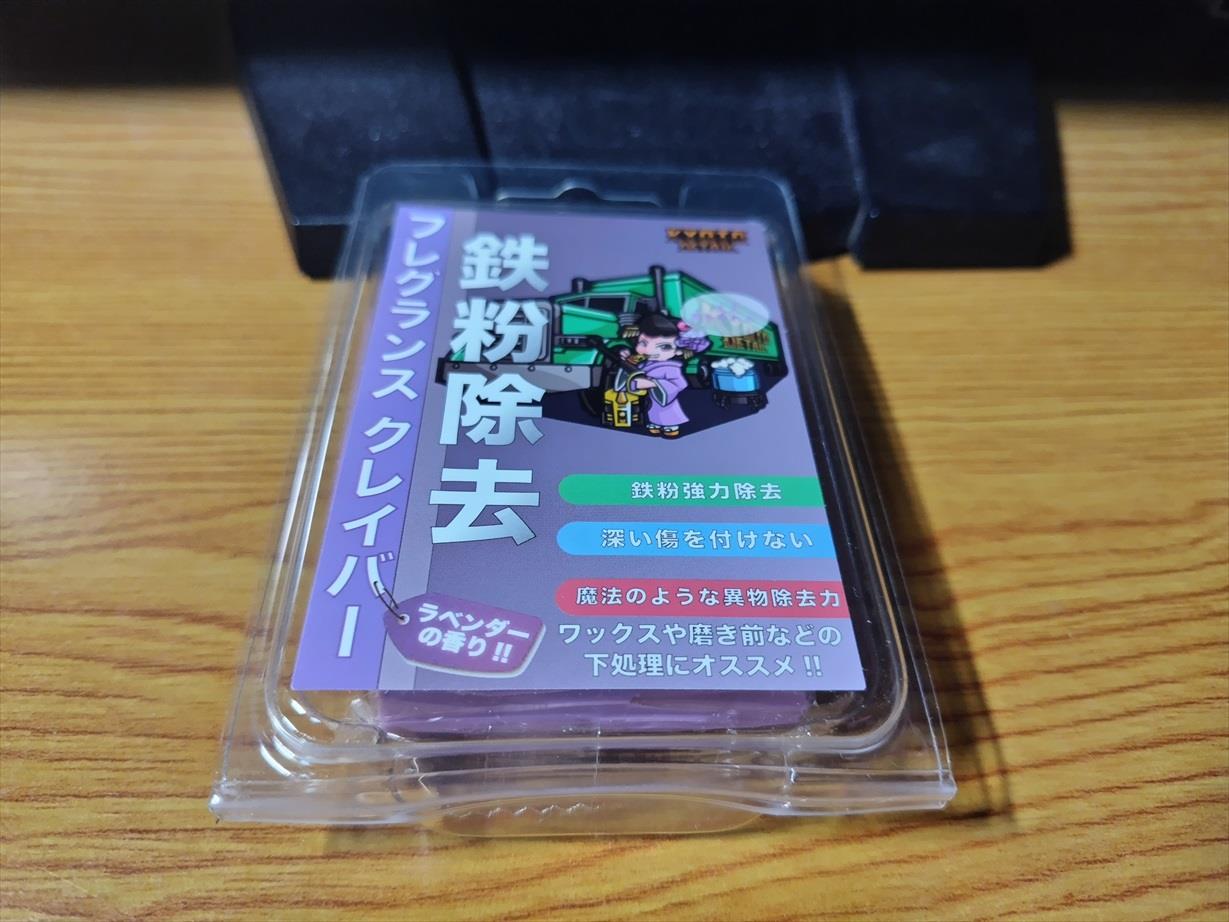 フレグランス クレイバー
鉄粉除去
鉄粉強力除去
深い傷を付けない
魔法のような異物除去力
ワックスや磨き前などの
下処理にオススメ!!
ラベンダー
の香り!!